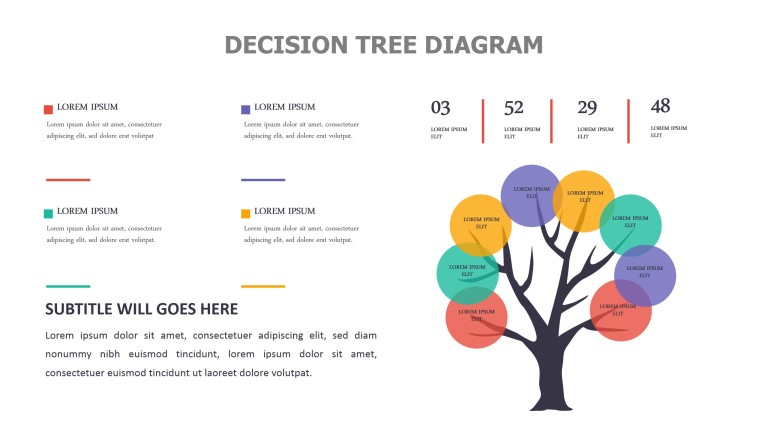 DECISION TREE DIAGRAM
LOREM IPSUM
Lorem ipsum dolor sit amet, consectetuer
adipiscing elit, sed dolore erat volutpat
LOREM IPSUM
Lorem ipsum dolor sit amet, consectetuer
adipiscing elit, sed dolore erat volutpat.
LOREM IPSUM
Lorem ipsum dolor sit amet, consectetuer
adipiscing elit, sed dolore erat volutpat.
LOREM IPSUM
Lorem ipsum dolor sit amet, consectetuer
adipiscing elit, sed dolore erat volutpat.
SUBTITLE WILL GOES HERE
Lorem ipsum dolor sit amet, consectetuer adipiscing elit, sed diam
nonummy nibh euismod tincidunt, lorem ipsum dolor sit amet,
consectetuer euismod tincidunt ut laoreet dolore volutpat.
03
LOREM IPSUM
ELIT
52
LOREM IPSUM
ELIT
29
LOREM IPSUM
ELIT
48
LOREM IPSUM
ELIT
LOREM IPSUM
ELIT
LOREM IPSUM
ELIT
LOREM IPSUM
ELIT
LOREM IPSUM
ELIT
LOREM IPSUM
ELIT
LOREM IPSUM
ELIT
LOREM IPSUM
ELIT
LOREM IPSUM
ELIT
LOREM IPSUM
ELIT